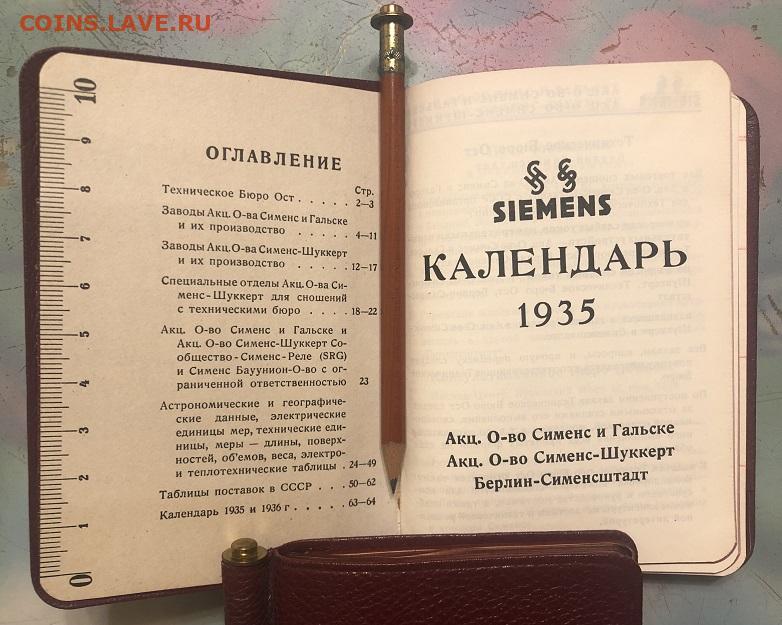 COINS.LAVE.RU
10
9
8
7
6
5
4
3
2
1
0
ОГЛАВЛЕНИЕ
Стр.
Техническое Бюро Ост . . . . . 2—3
Заводы Акц. О-ва Сименс и Гальске
и их производство . . . . . 4—11
Заводы Акц.О-ва Сименс-Шуккерт
и их производство . . . . . 12—17
Специальные отделы Акц. О-ва Си-
менс-Шуккерт для сношений
с техническими бюро . . . . 18—22
Акц. О-во Сименс и Гальске и
Акц. О-во Сименс-Шуккерт Со-
общество-Сименс-Реле (SRG)
и Сименс Бауунион-О-во с ог-
раниченной ответственностью 23
Астрономические и географиче-
ские данные, электрические
единицы мер, технические еди-
ницы, меры — длины, поверх-
ностей, об'емов, веса, электро-
и теплотехнические таблицы . 24—49
Таблицы поставок в СССР . . . 50—62
Календарь 1935 и 1936 г . . . . . 63—64
SIEMENS
КАЛЕНДАРЬ
1935
Акц. О-во Сименс и Гальске
Акц. О-во Сименс-Шуккерт
Берлин-Сименсштадт